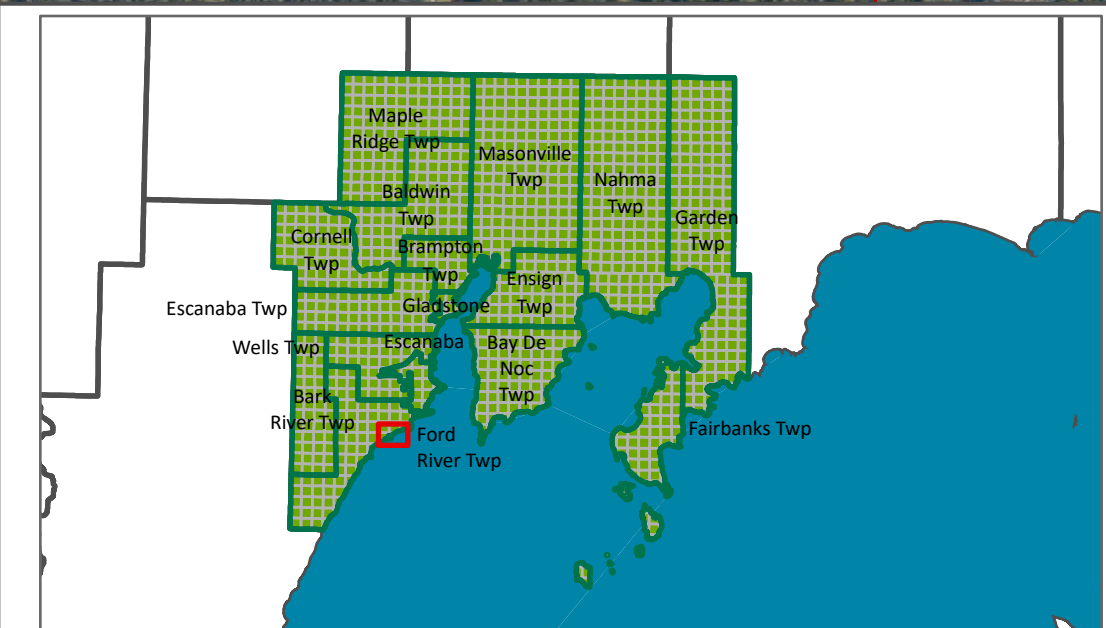 Maple
Ridge Twp
Masonville
Twp
Nahma
Twp
Baldwin
Twp
Garden
Twp
Cornell
Twp
Brampton
Twp
Ensign
Twp
Escanaba Twp
Gladstone
Wells Twp
Escanaba
Bay De
Noc
Twp
Bark
River Twp
Ford
River Twp
Fairbanks Twp